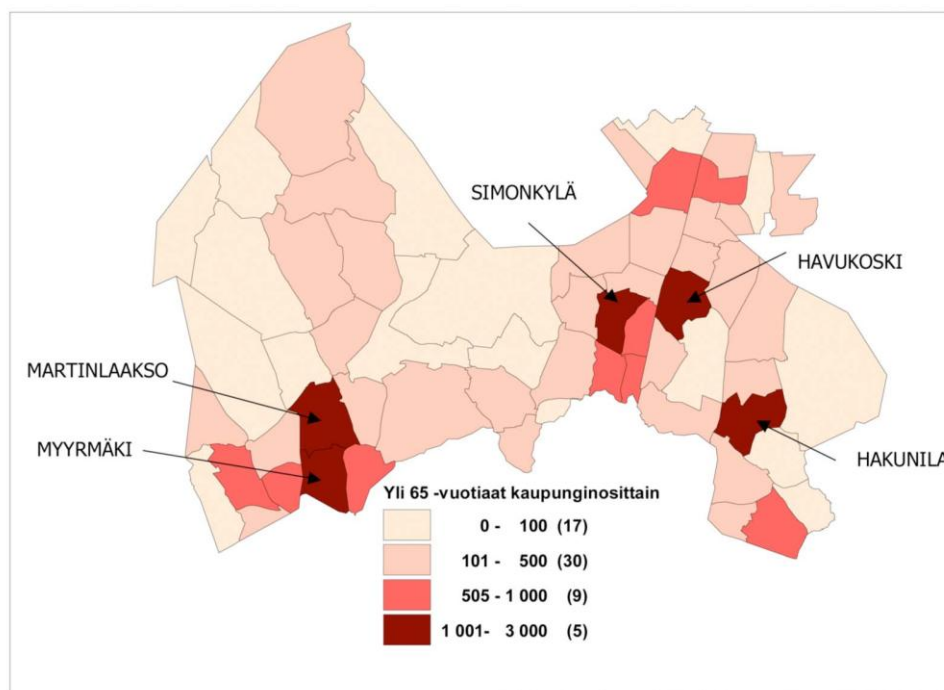 SIMONKYLÄ
HAVUKOSKI
MARTINLAAKSO
MYYRMÄKI
HAKUNILA
Yli 65 -vuotiaat kaupunginosittain
0 - 100 (17)
101 - 500 (30)
505 - 1 000 (9)
1 001- 3 000 (5)